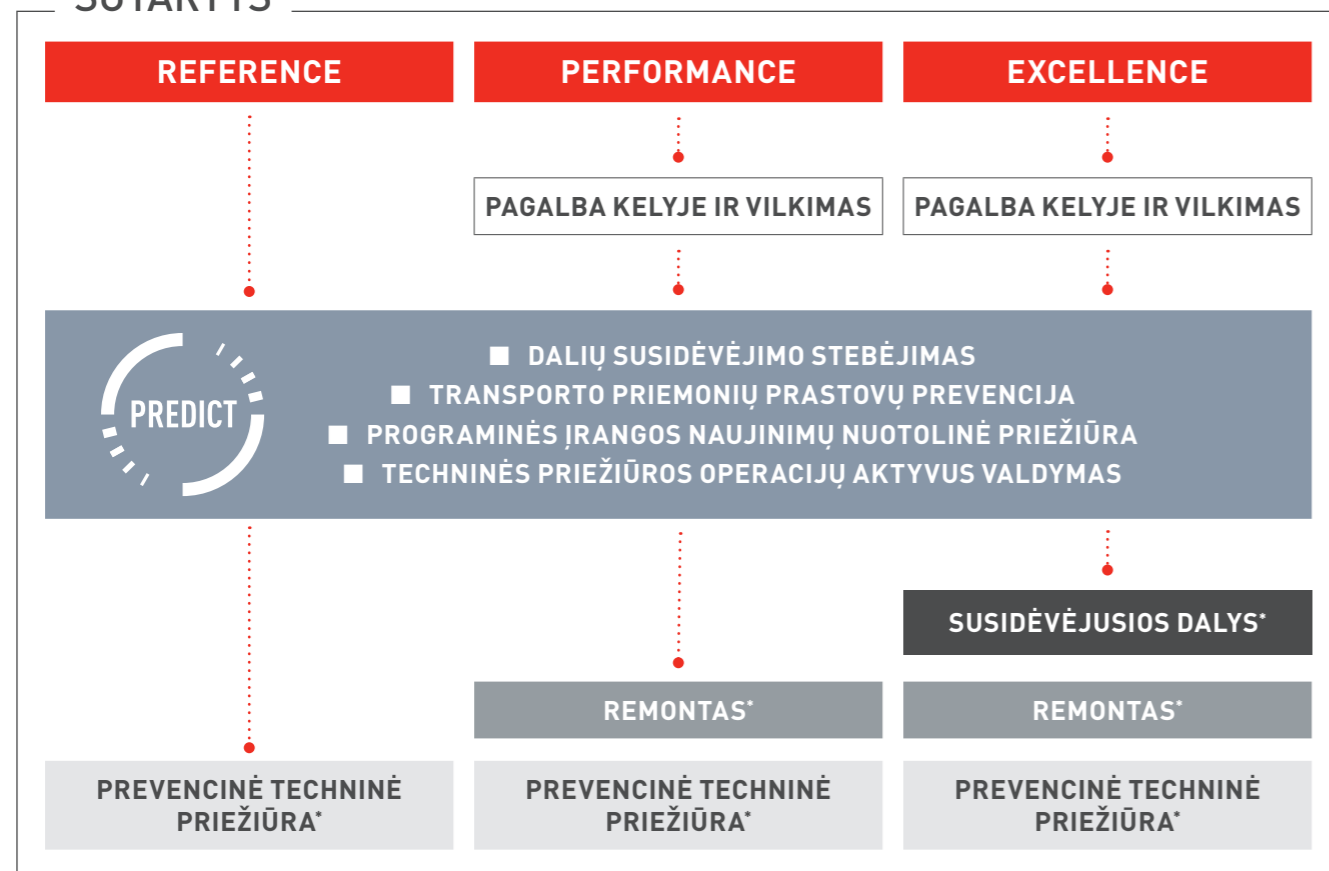 SUTARTYS
REFERENCE
PERFORMANCE
EXCELLENCE
PAGALBA KELYJE IR VILKIMAS
PAGALBA KELYJE IR VILKIMAS
PREDICT
■ DALIŲ SUSIDĖVĖJIMO STEBĖJIMAS
■ TRANSPORTO PRIEMONIŲ PRASTOVŲ PREVENCIJA
■ PROGRAMINĖS ĮRANGOS NAUJINIMŲ NUOTOLINĖ PRIEŽIŪRA
■ TECHNINĖS PRIEŽIŪROS OPERACIJŲ AKTYVUS VALDYMAS
SUSIDĖVĖJUSIOS DALYS*
REMONTAS*
REMONTAS*
PREVENCINĖ TECHNINĖ
PRIEŽIŪRA*
PREVENCINĖ TECHNINĖ
PRIEŽIŪRA*
PREVENCINĖ TECHNINĖ
PRIEŽIŪRA*